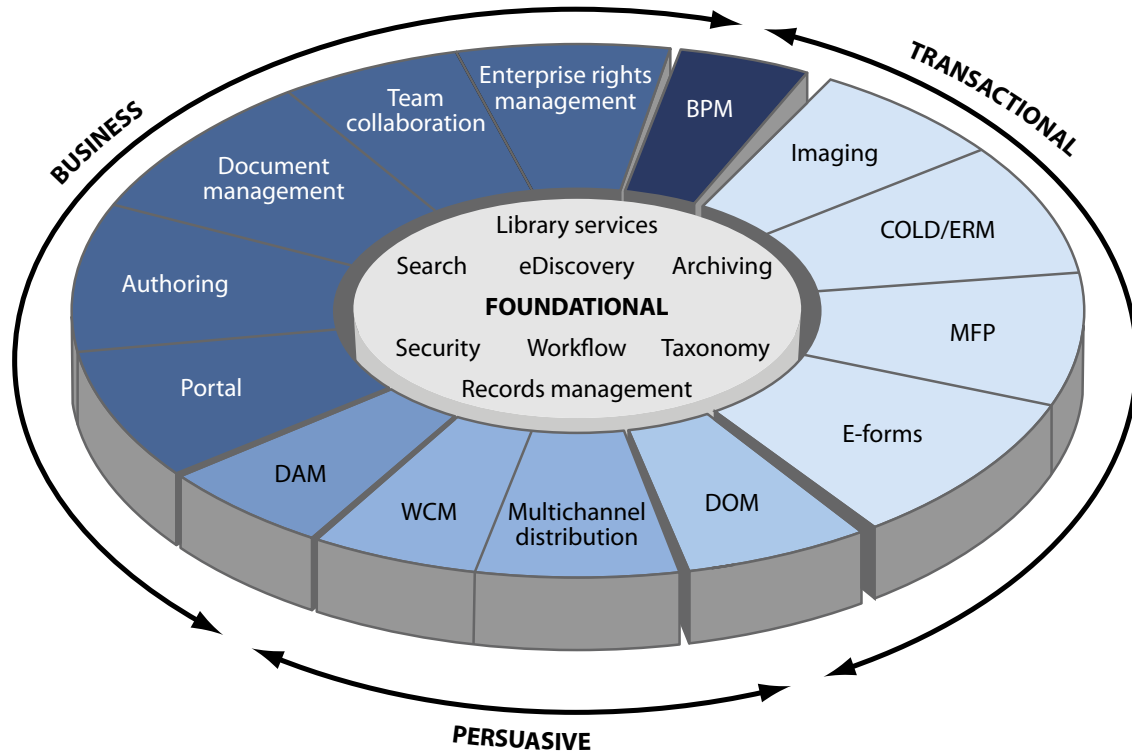 BUSINESS
TRANSACTIONAL
Enterprise rights
management
BPM
Team
collaboration
Imaging
Document
management
COLD/ERM
Authoring
MFP
Portal
E-forms
DAM
WCM
Multichannel
distribution
DOM
Library services
Search eDiscovery Archiving
FOUNDATIONAL
Security Workflow Taxonomy
Records management
PERSUASIVE